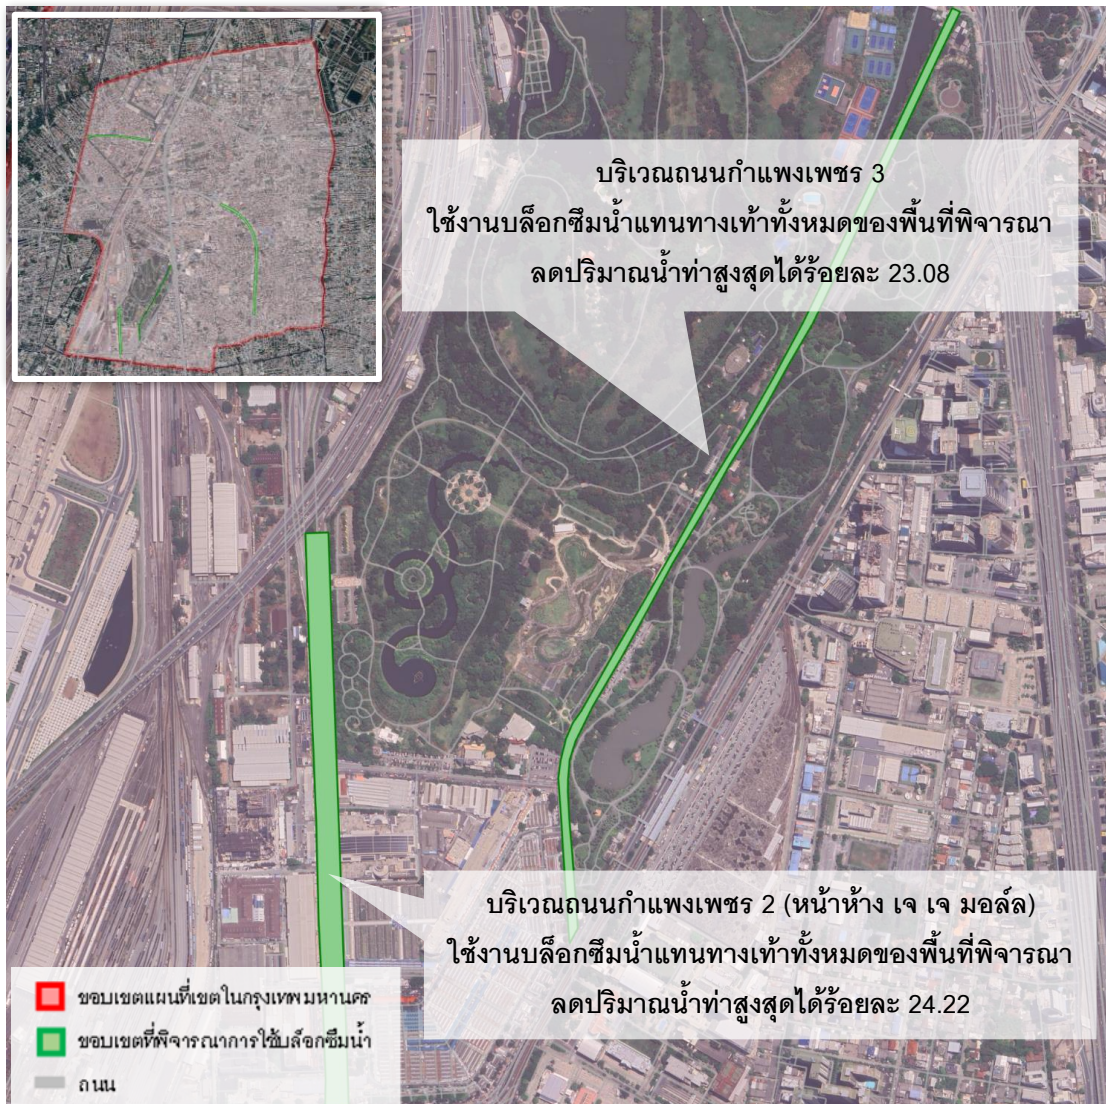 บริเวณถนนกำแพงเพชร 3
ใช้งานบล็อกซึมน้ำแทนทางเท้าทั้งหมดของพื้นที่พิจารณา
ลดปริมาณน้ำท่าสูงสุดได้ร้อยละ 23.08
บริเวณถนนกำแพงเพชร 2 (หน้าห้าง เจ เจ มอล์ล)
ใช้งานบล็อกซึมน้ำแทนทางเท้าทั้งหมดของพื้นที่พิจารณา
ลดปริมาณน้ำท่าสูงสุดได้ร้อยละ 24.22
ขอบเขตแผนที่เขตในกรุงเทพมหานคร
ขอบเขตที่พิจารณาการใช้บล็อกซึมน้ำ
ถนน